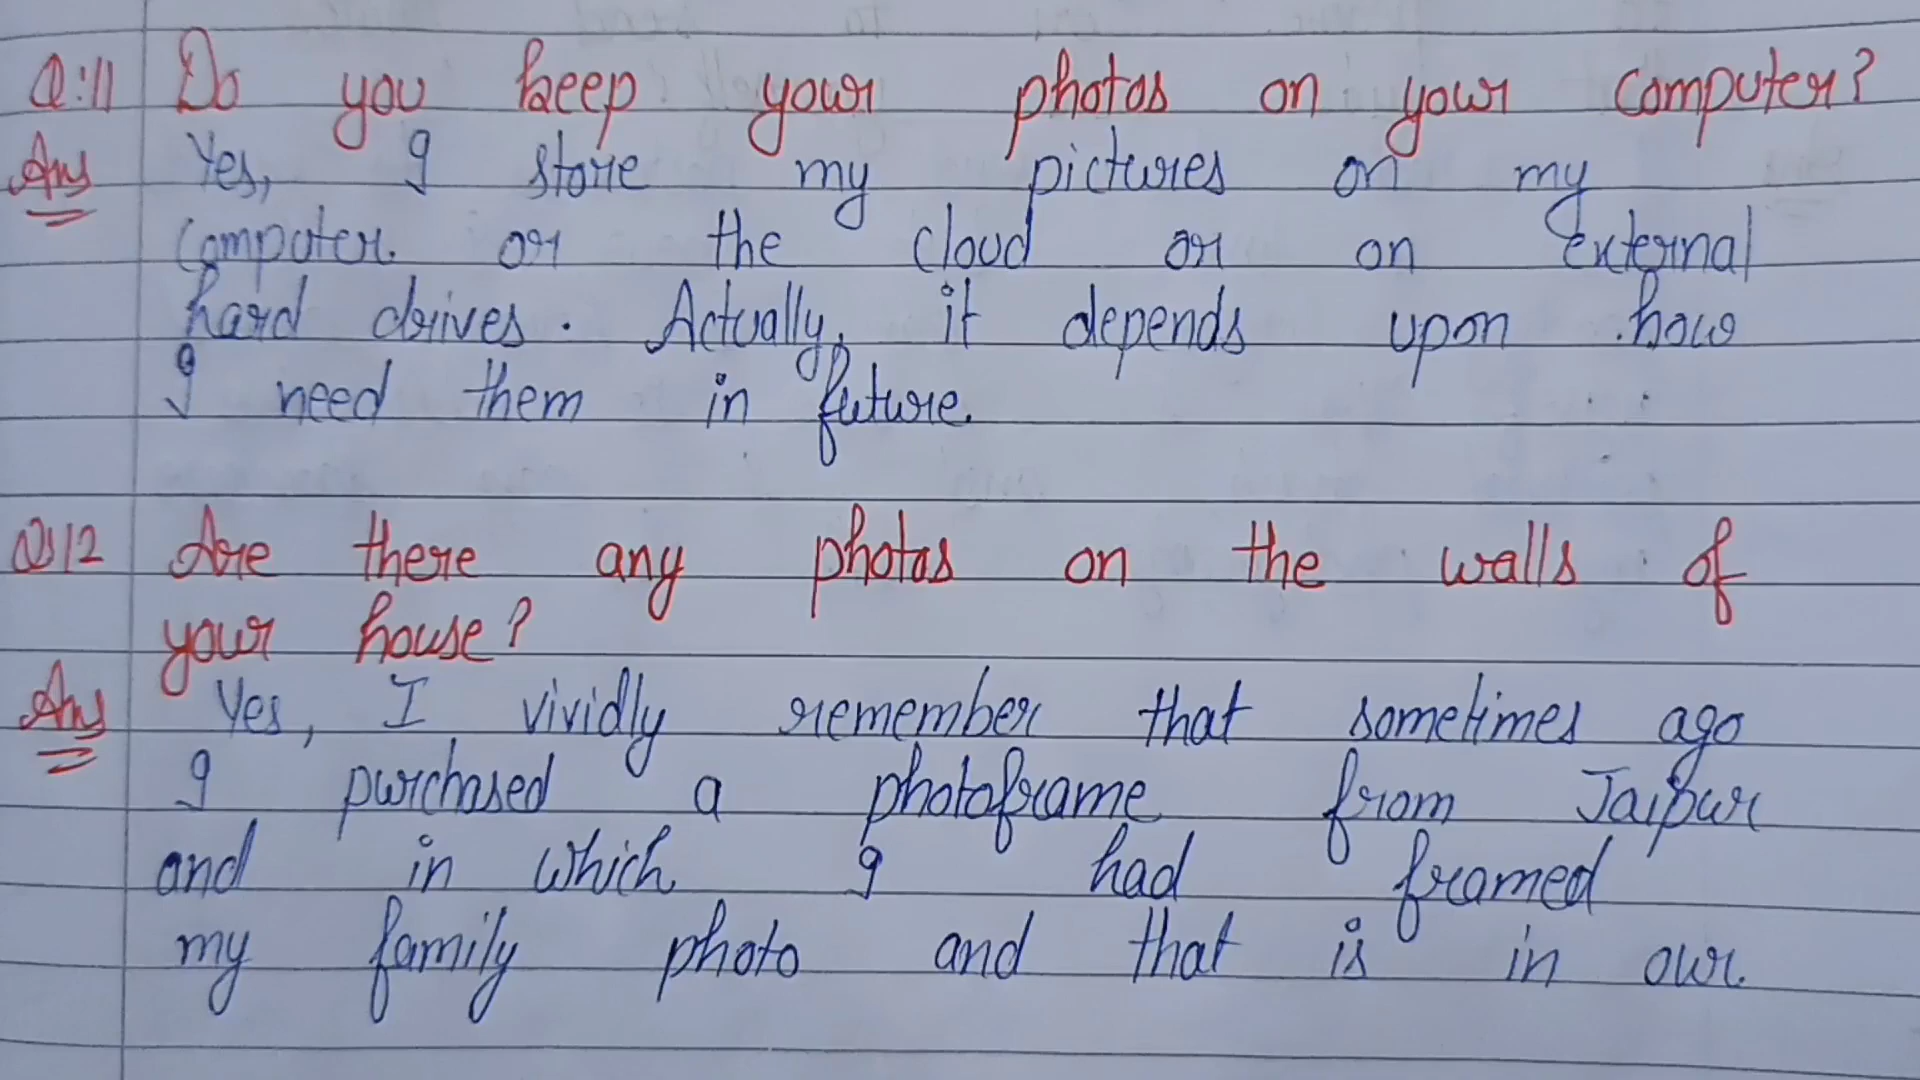 Q:11 Do you keep your photos on your computer?
Ans Yes, I store my pictures on my
computer. or the cloud or on external
hard drives. Actually, it depends upon how
I need them in future.
Q:12 Are there any photos on the walls of
your house?
Ans Yes, I vividly remember that sometimes ago
I purchased a photoframe from Jaipur
and in which I had framed
my family photo and that is in our